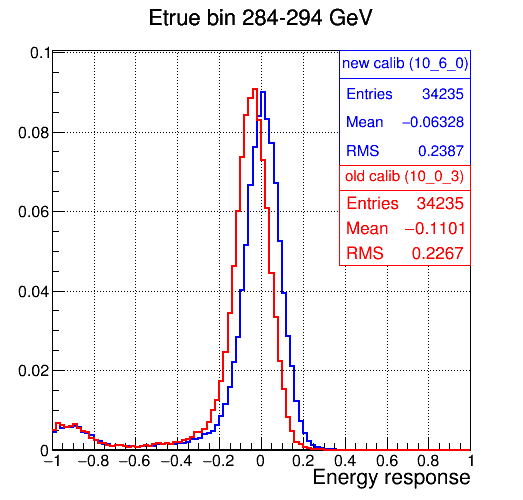 Etrue bin 284-294 GeV
0.1
0.08
0.06
0.04
0.02
0
new calib (10_6_0)
Entries 34235
Mean −0.06328
RMS 0.2387
old calib (10_0_3)
Entries 34235
Mean −0.1101
RMS 0.2267
−1 −0.8 −0.6 −0.4 −0.2 0 0.2 0.4 0.6 0.8 1
Energy response